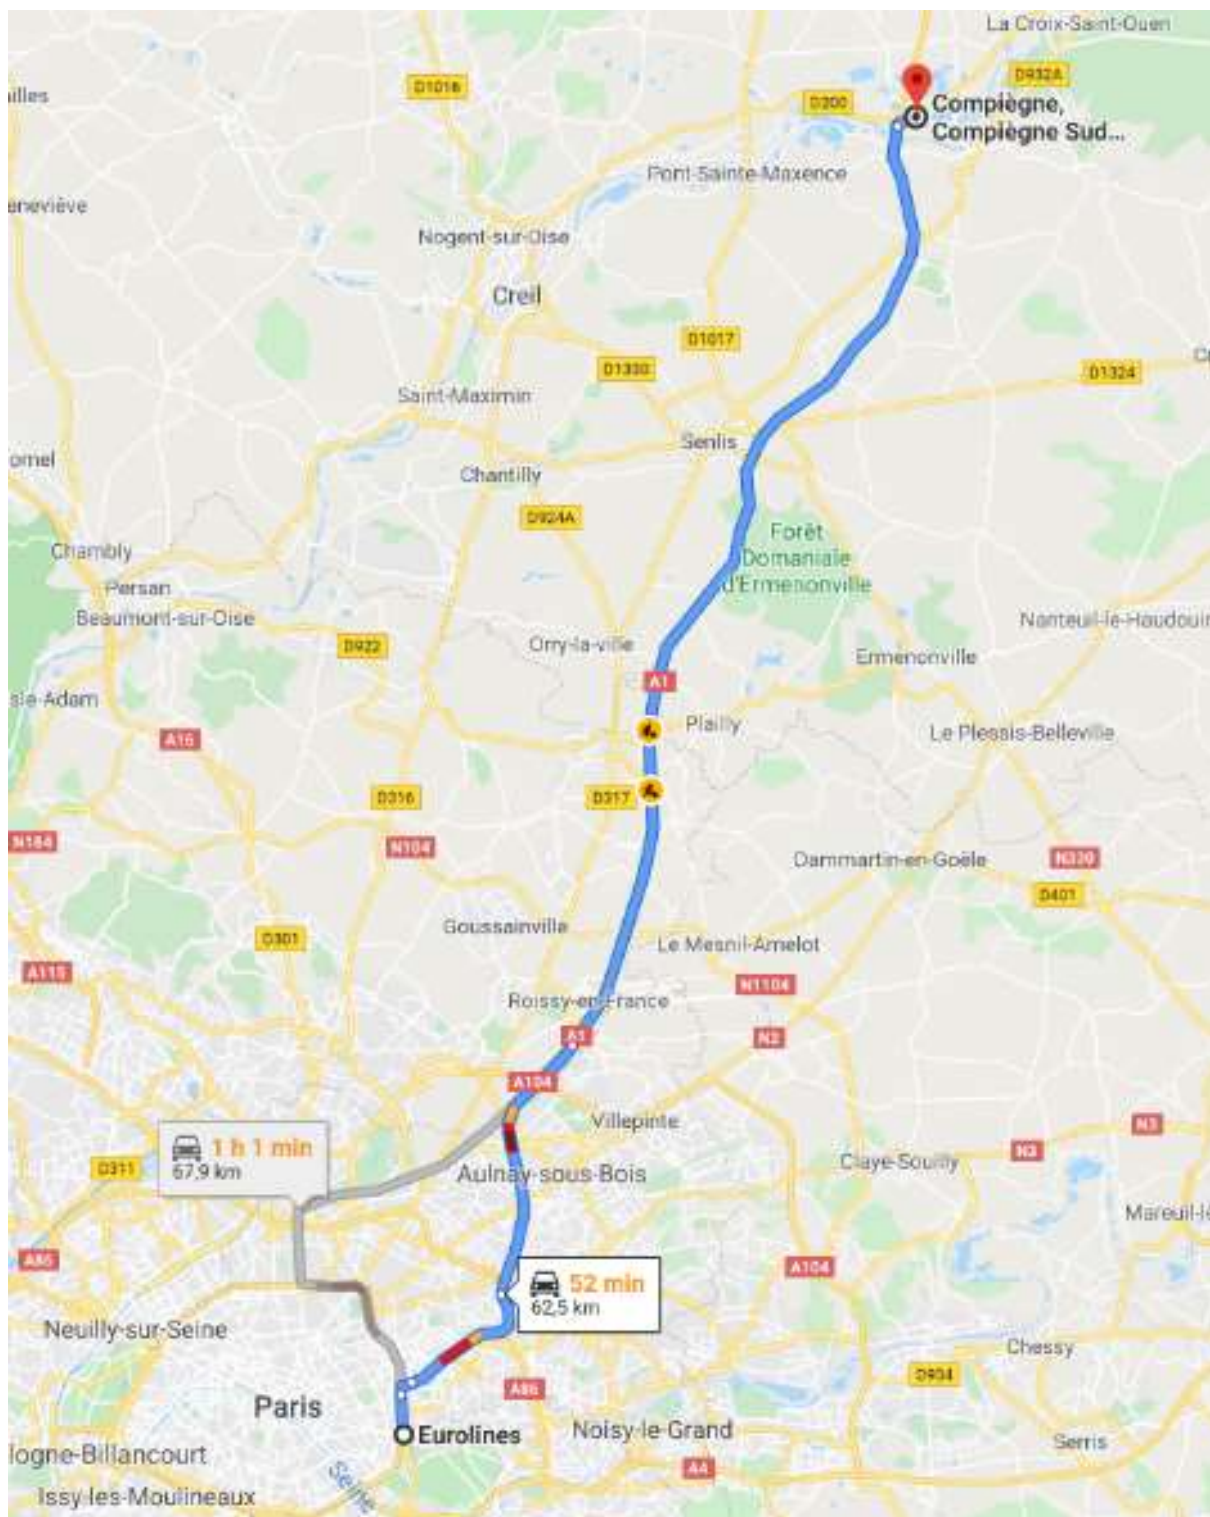 La Croix-Saint-Ouen
D932A
D1016
D200
Compiègne,
Compiègne Sud...
ailles
Pont-Sainte-Maxence
eneviève
Nogent-sur-Oise
Creil
D1017
D1330
D1324
Saint-Maximin
Senlis
omel
Chantilly
D924A
Forêt
Domaniale
d'Ermenonville
Chambly
Persan
Beaumont-sur-Oise
Nanteuil-le-Haudouin
D922
Orry-la-ville
Ermenonville
A1
sle-Adam
Plailly
A16
Le Plessis-Belleville
D316
D317
N184
N104
Dammartin-en-Goële
N330
D401
Goussainville
D301
Le Mesnil-Amelot
A115
N1104
Roissy-en-France
N2
A104
Villepinte
N3
1 h 1 min
67,9 km
D311
N3
Aulnay-sous-Bois
Claye-Souilly
Mareuil-lè
A86
A104
52 min
62,5 km
Neuilly-sur-Seine
Chessy
D934
A86
Paris
Eurolines
Noisy-le-Grand
Serris
logne-Billancourt
A4
Seine
Issy-les-Moulineaux